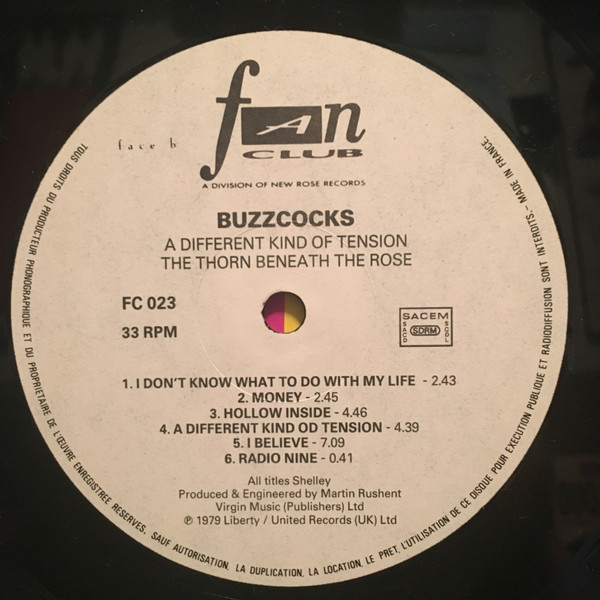 fan
CLUB
A DIVISION OF NEW ROSE RECORDS
face b
BUZZCOCKS
A DIFFERENT KIND OF TENSION
THE THORN BENEATH THE ROSE
FC 023
33 RPM
SACEM
SACD SDRM SCGL
1. I DON'T KNOW WHAT TO DO WITH MY LIFE - 2.43
2. MONEY - 2.45
3. HOLLOW INSIDE - 4.46
4. A DIFFERENT KIND OD TENSION - 4.39
5. I BELIEVE - 7.09
6. RADIO NINE - 0.41
All titles Shelley
Produced & Engineered by Martin Rushent
Virgin Music (Publishers) Ltd
℗ 1979 Liberty / United Records (UK) Ltd
TOUS DROITS DU PRODUCTEUR PHONOGRAPHIQUE ET DU PROPRIETAIRE DE L'ŒUVRE ENREGISTREE RESERVES, SAUF AUTORISATION, LA DUPLICATION, LA LOCATION, LE PRET, L'UTILISATION DE CE DISQUE POUR EXECUTION PUBLIQUE ET RADIODIFFUSION SONT INTERDITS. - MADE IN FRANCE.